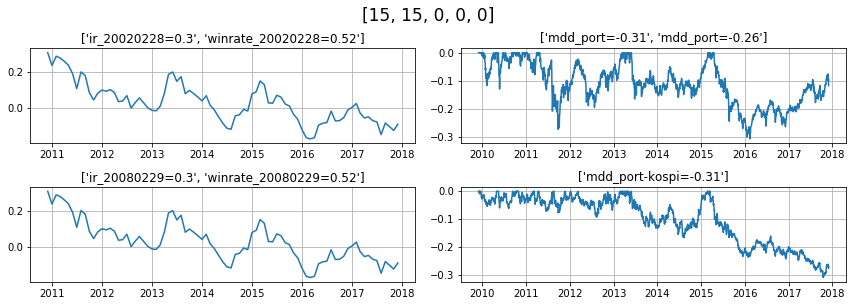 [15, 15, 0, 0, 0]
['ir_20020228=0.3', 'winrate_20020228=0.52']
0.2
0.0
2011 2012 2013 2014 2015 2016 2017 2018
['mdd_port=-0.31', 'mdd_port=-0.26']
0.0
−0.1
−0.2
−0.3
2010 2011 2012 2013 2014 2015 2016 2017 2018
['ir_20080229=0.3', 'winrate_20080229=0.52']
0.2
0.0
2011 2012 2013 2014 2015 2016 2017 2018
['mdd_port-kospi=-0.31']
0.0
−0.1
−0.2
−0.3
2010 2011 2012 2013 2014 2015 2016 2017 2018